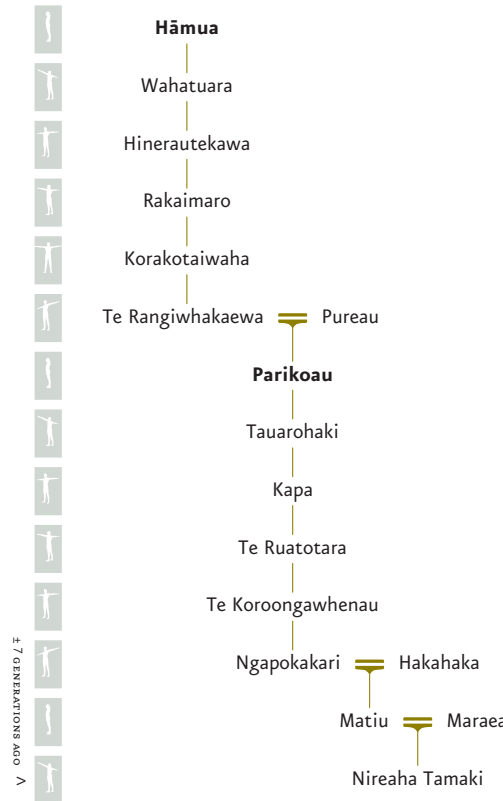 Hāmua
Wahatuara
Hinerautekawa
Rakaimaro
Korakotaiwaha
Te Rangiwhakaewa Pureau
Parikoau
Tauarohaki
Kapa
Te Ruatotara
Te Koroongawhenau
Ngapokakari Hakahaka
Matiu Maraea
Nireaha Tamaki
± 7 GENERATIONS AGO >